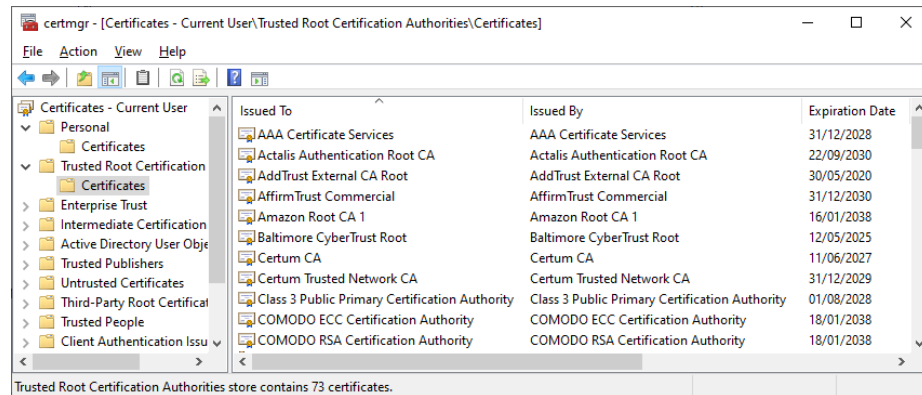 certmgr - [Certificates - Current User\Trusted Root Certification Authorities\Certificates]
File Action View Help
Certificates - Current User
Personal
Certificates
Trusted Root Certification
Certificates
Enterprise Trust
Intermediate Certification
Active Directory User Obje
Trusted Publishers
Untrusted Certificates
Third-Party Root Certificat
Trusted People
Client Authentication Issu
Issued To Issued By Expiration Date
AAA Certificate Services AAA Certificate Services 31/12/2028
Actalis Authentication Root CA Actalis Authentication Root CA 22/09/2030
AddTrust External CA Root AddTrust External CA Root 30/05/2020
AffirmTrust Commercial AffirmTrust Commercial 31/12/2030
Amazon Root CA 1 Amazon Root CA 1 16/01/2038
Baltimore CyberTrust Root Baltimore CyberTrust Root 12/05/2025
Certum CA Certum CA 11/06/2027
Certum Trusted Network CA Certum Trusted Network CA 31/12/2029
Class 3 Public Primary Certification Authority Class 3 Public Primary Certification Authority 01/08/2028
COMODO ECC Certification Authority COMODO ECC Certification Authority 18/01/2038
COMODO RSA Certification Authority COMODO RSA Certification Authority 18/01/2038
Trusted Root Certification Authorities store contains 73 certificates.